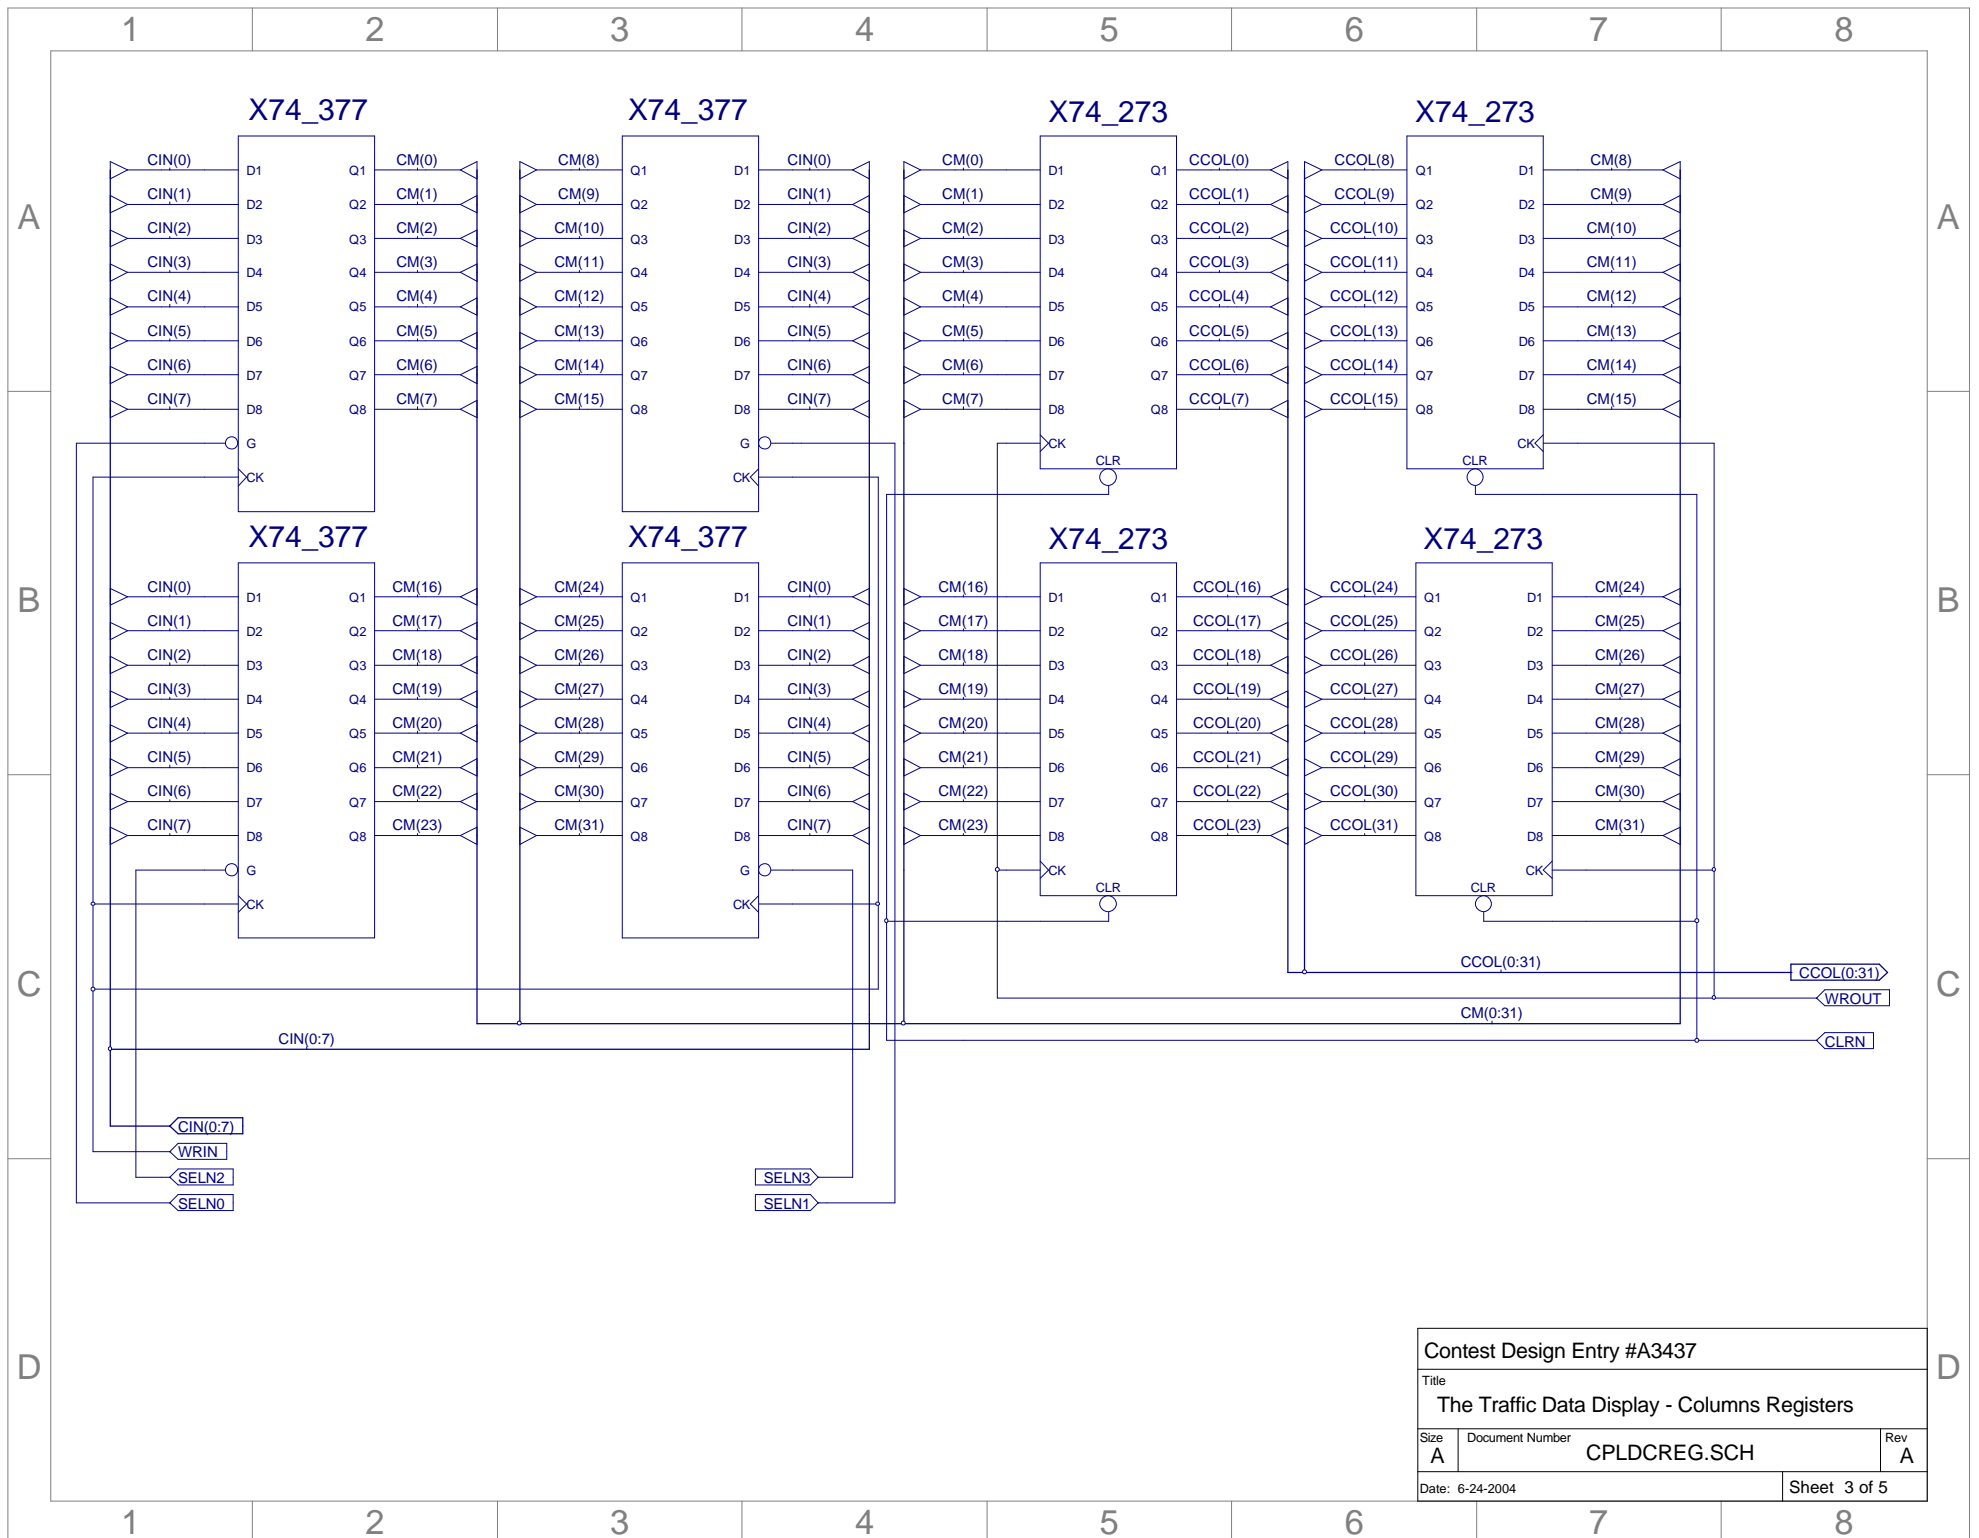 1 2 3 4 5 6 7 8
X74_377 X74_377 X74_273 X74_273
CIN(0) D1 Q1 CM(0) CM(8) Q1 D1 CIN(0) CM(0) D1 Q1 CCOL(0) CCOL(8) Q1 D1 CM(8)
CIN(1) D2 Q2 CM(1) CM(9) Q2 D2 CIN(1) CM(1) D2 Q2 CCOL(1) CCOL(9) Q2 D2 CM(9)
A CIN(2) D3 Q3 CM(2) CM(10) Q3 D3 CIN(2) CM(2) D3 Q3 CCOL(2) CCOL(10) Q3 D3 CM(10) A
CIN(3) D4 Q4 CM(3) CM(11) Q4 D4 CIN(3) CM(3) D4 Q4 CCOL(3) CCOL(11) Q4 D4 CM(11)
CIN(4) D5 Q5 CM(4) CM(12) Q5 D5 CIN(4) CM(4) D5 Q5 CCOL(4) CCOL(12) Q5 D5 CM(12)
CIN(5) D6 Q6 CM(5) CM(13) Q6 D6 CIN(5) CM(5) D6 Q6 CCOL(5) CCOL(13) Q6 D6 CM(13)
CIN(6) D7 Q7 CM(6) CM(14) Q7 D7 CIN(6) CM(6) D7 Q7 CCOL(6) CCOL(14) Q7 D7 CM(14)
CIN(7) D8 Q8 CM(7) CM(15) Q8 D8 CIN(7) CM(7) D8 Q8 CCOL(7) CCOL(15) Q8 D8 CM(15)
G G CK CK
CLR CLR
CK CK
X74_377 X74_377 X74_273 X74_273
B CIN(0) D1 Q1 CM(16) CM(24) Q1 D1 CIN(0) CM(16) D1 Q1 CCOL(16) CCOL(24) Q1 D1 CM(24) B
CIN(1) D2 Q2 CM(17) CM(25) Q2 D2 CIN(1) CM(17) D2 Q2 CCOL(17) CCOL(25) Q2 D2 CM(25)
CIN(2) D3 Q3 CM(18) CM(26) Q3 D3 CIN(2) CM(18) D3 Q3 CCOL(18) CCOL(26) Q3 D3 CM(26)
CIN(3) D4 Q4 CM(19) CM(27) Q4 D4 CIN(3) CM(19) D4 Q4 CCOL(19) CCOL(27) Q4 D4 CM(27)
CIN(4) D5 Q5 CM(20) CM(28) Q5 D5 CIN(4) CM(20) D5 Q5 CCOL(20) CCOL(28) Q5 D5 CM(28)
CIN(5) D6 Q6 CM(21) CM(29) Q6 D6 CIN(5) CM(21) D6 Q6 CCOL(21) CCOL(29) Q6 D6 CM(29)
CIN(6) D7 Q7 CM(22) CM(30) Q7 D7 CIN(6) CM(22) D7 Q7 CCOL(22) CCOL(30) Q7 D7 CM(30)
CIN(7) D8 Q8 CM(23) CM(31) Q8 D8 CIN(7) CM(23) D8 Q8 CCOL(23) CCOL(31) Q8 D8 CM(31)
G G CK CK
CLR CLR
CK CK
CCOL(0:31)
C CCOL(0:31) C
WROUT
CM(0:31)
CIN(0:7) CLRN
CIN(0:7)
WRIN
SELN2 SELN3
SELN0 SELN1
D D
Contest Design Entry #A3437
Title
The Traffic Data Display - Columns Registers
Size Document Number Rev
A CPLDCREG.SCH A
Date: 6-24-2004 Sheet 3 of 5
1 2 3 4 5 6 7 8